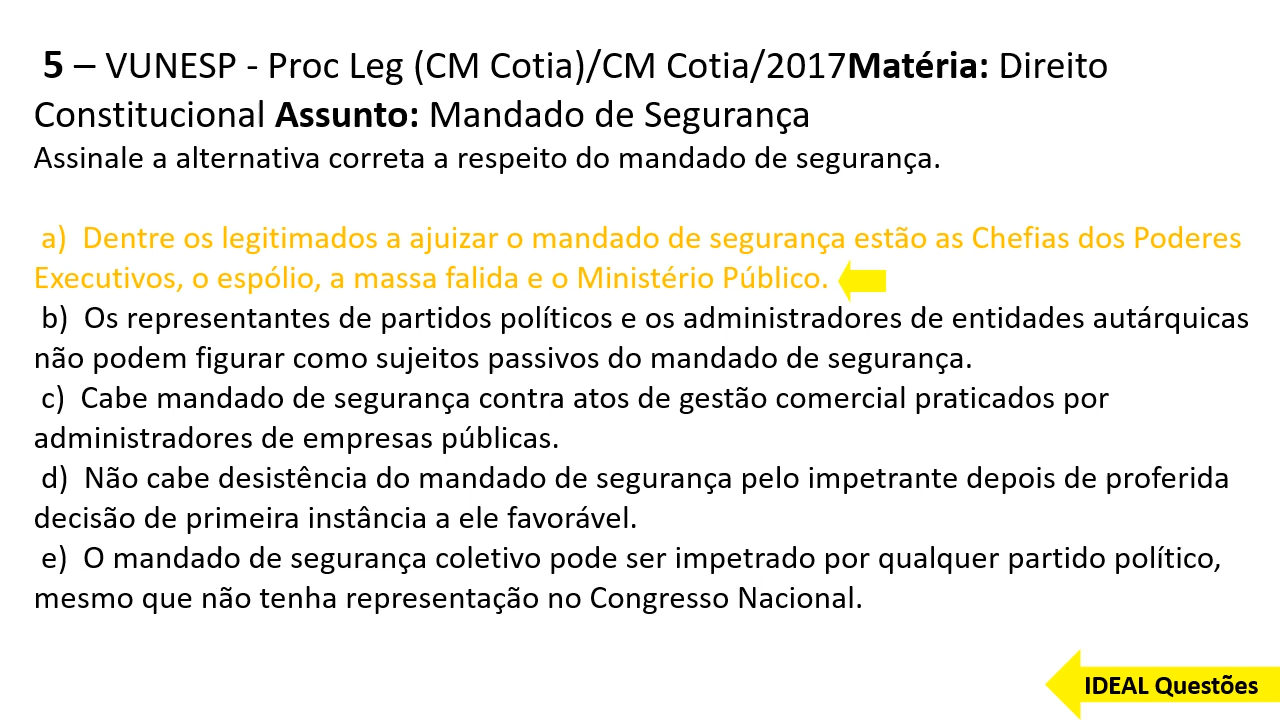 5 – VUNESP - Proc Leg (CM Cotia)/CM Cotia/2017Matéria: Direito
Constitucional Assunto: Mandado de Segurança
Assinale a alternativa correta a respeito do mandado de segurança.
a) Dentre os legitimados a ajuizar o mandado de segurança estão as Chefias dos Poderes
Executivos, o espólio, a massa falida e o Ministério Público.
b) Os representantes de partidos políticos e os administradores de entidades autárquicas
não podem figurar como sujeitos passivos do mandado de segurança.
c) Cabe mandado de segurança contra atos de gestão comercial praticados por
administradores de empresas públicas.
d) Não cabe desistência do mandado de segurança pelo impetrante depois de proferida
decisão de primeira instância a ele favorável.
e) O mandado de segurança coletivo pode ser impetrado por qualquer partido político,
mesmo que não tenha representação no Congresso Nacional.
IDEAL Questões